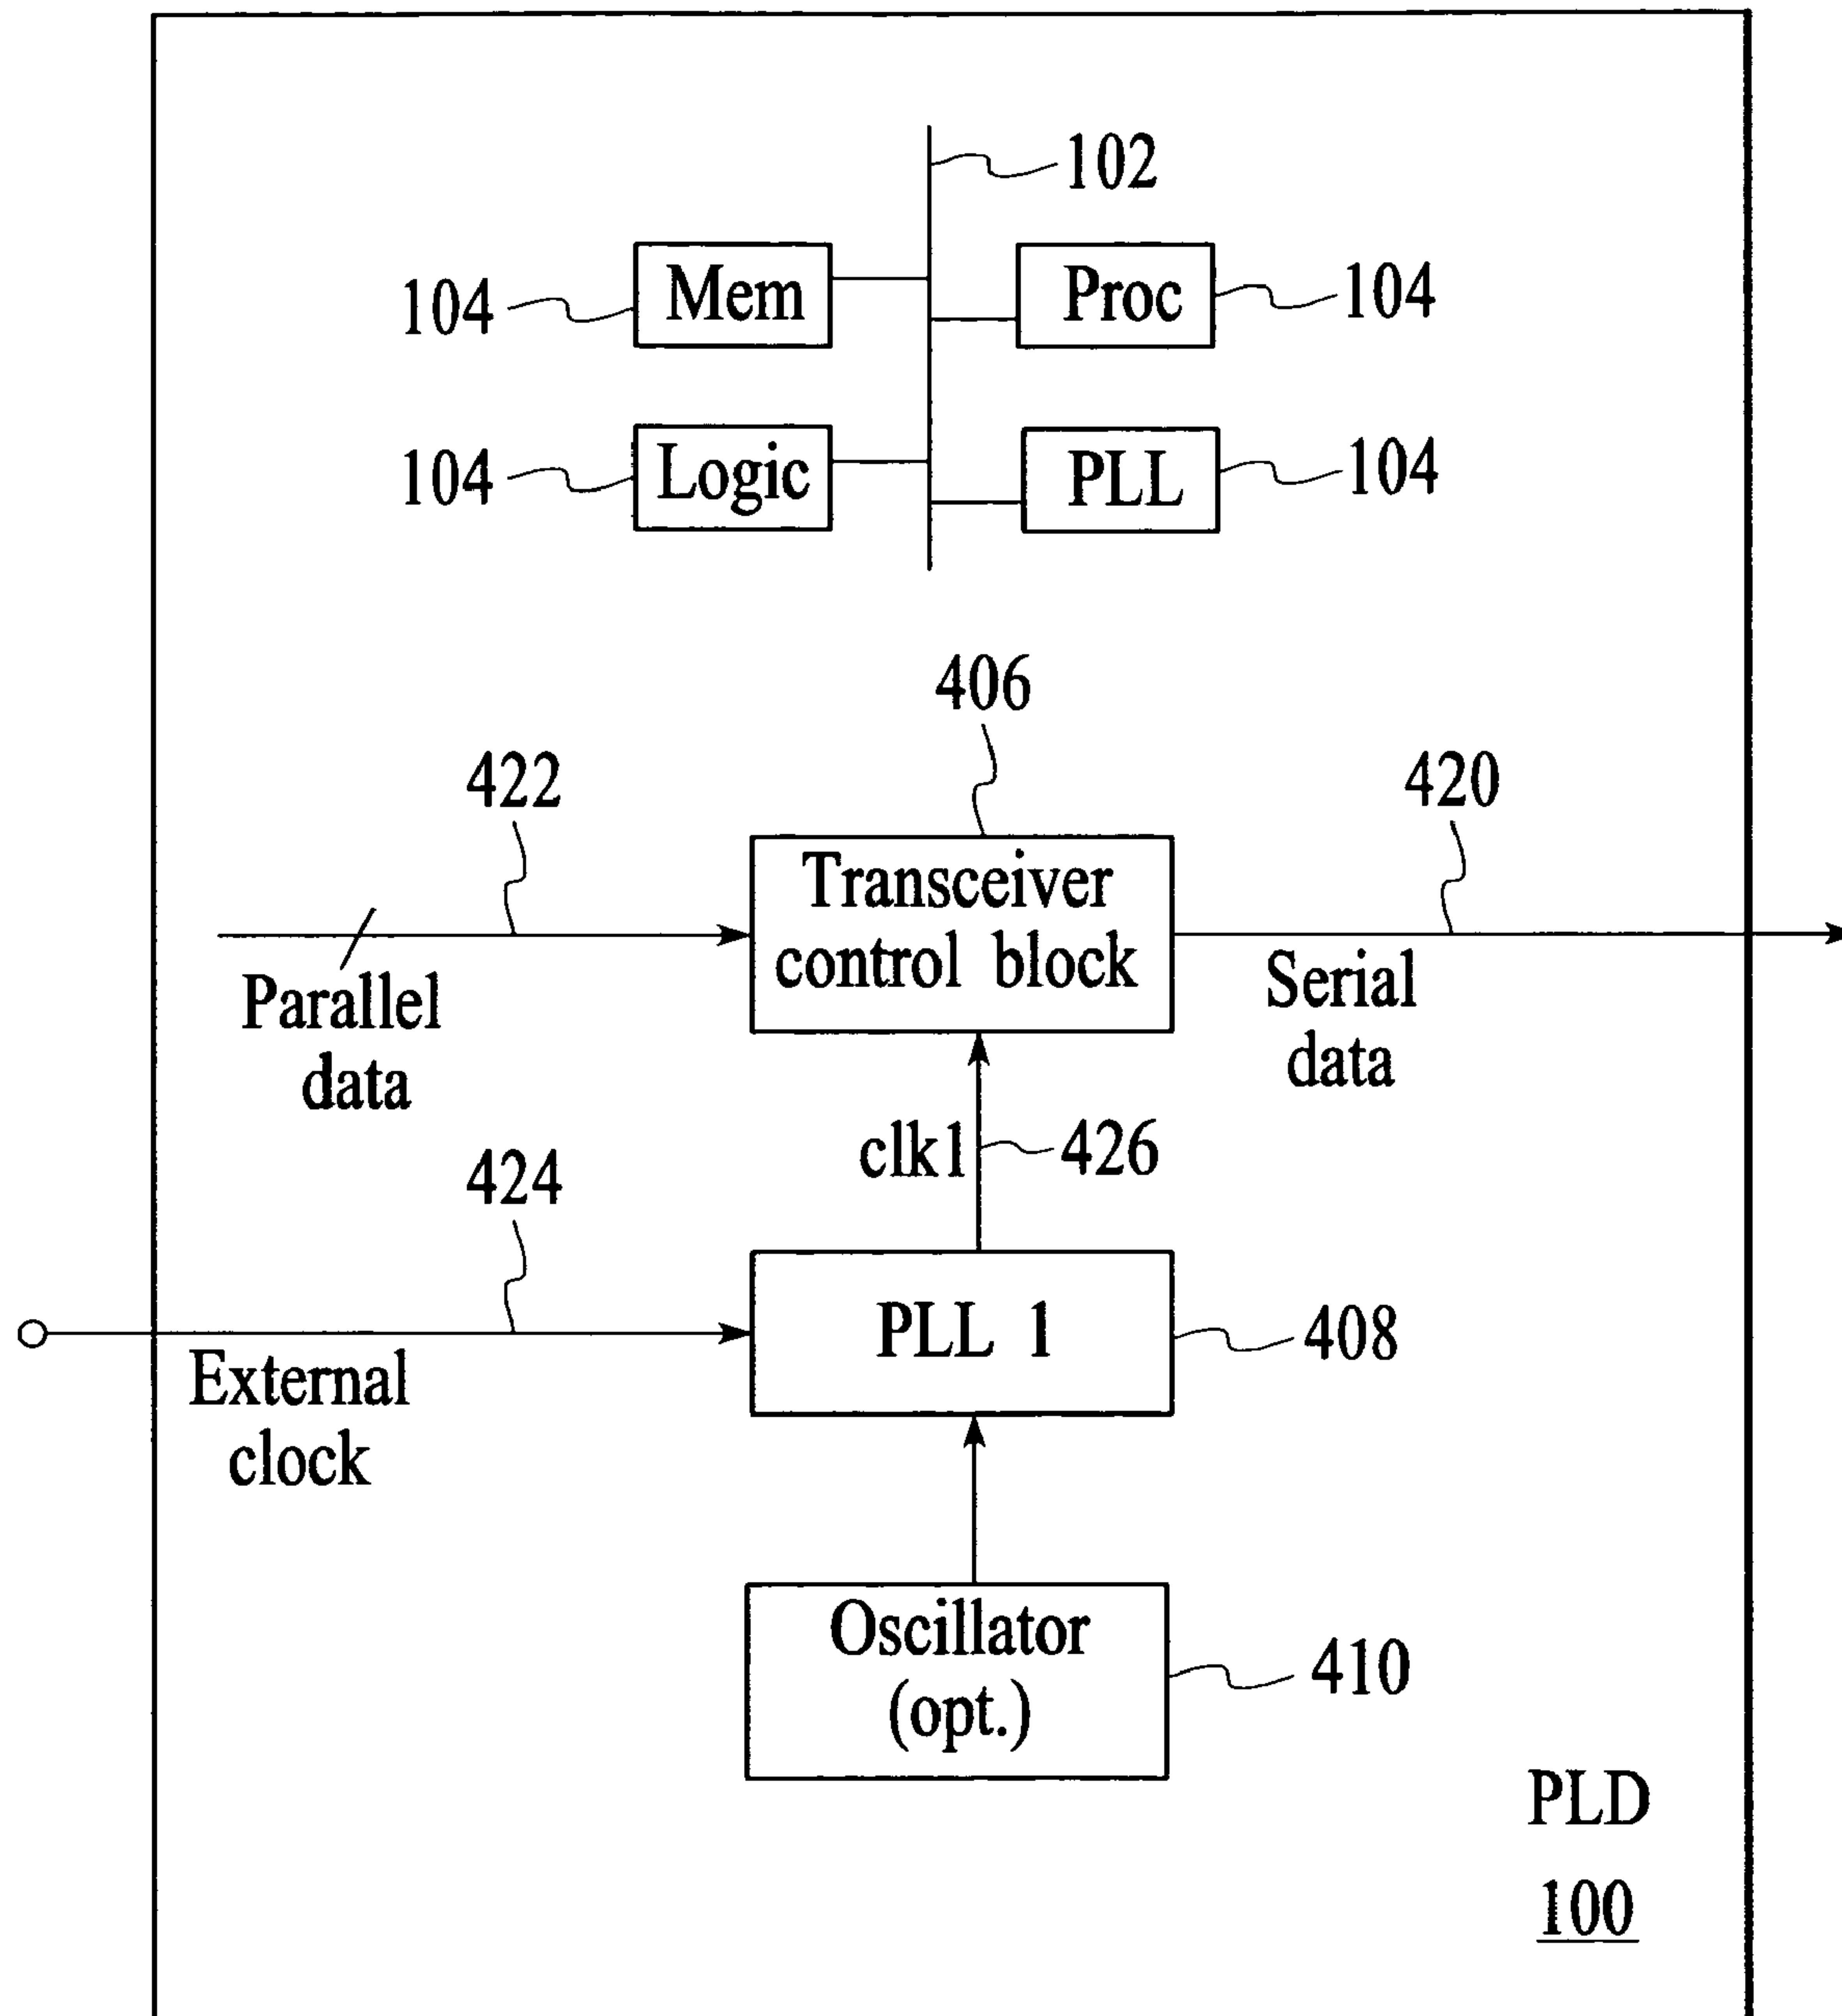 102
104
Mem
Proc
104
104
Logic
PLL
104
406
422
420
Transceiver
control block
Parallel
data
Serial
data
clk1
426
424
PLL 1
408
External
clock
Oscillator
(opt.)
410
PLD
100